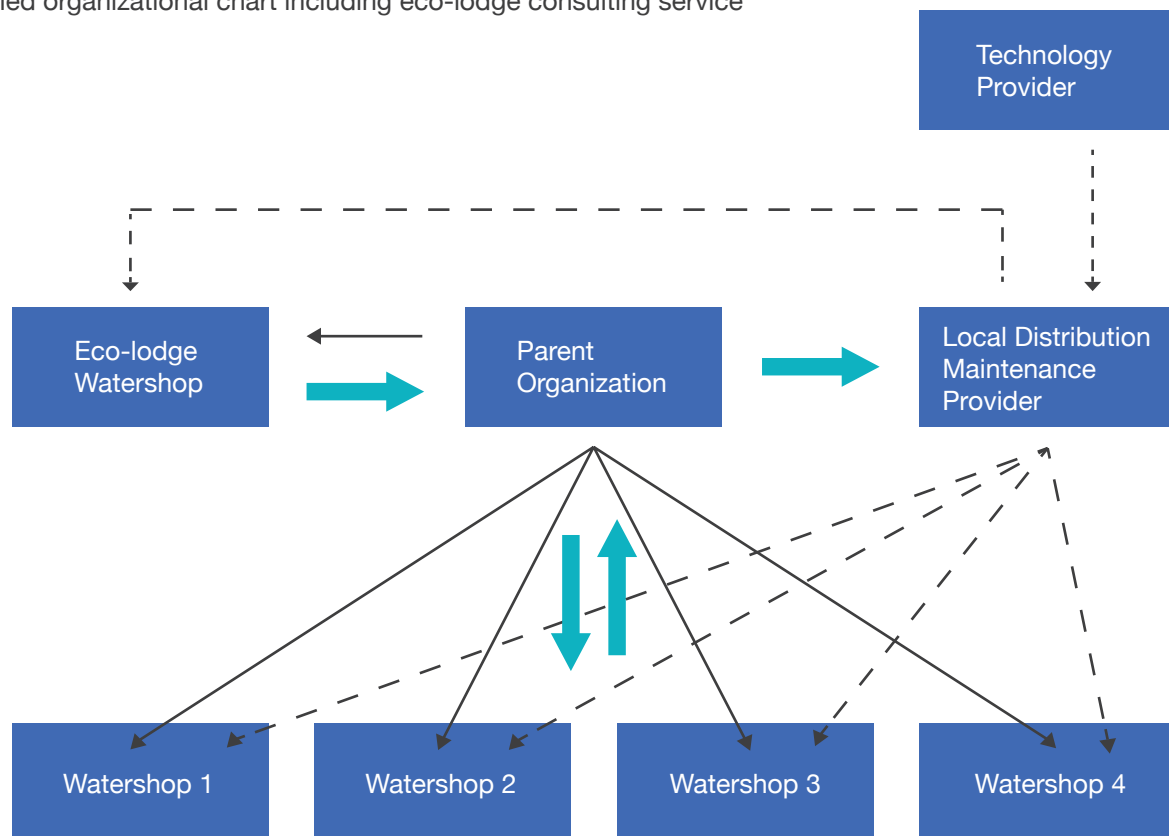 organizational chart including eco-lodge consulting service
Technology
Provider
Eco-lodge
Watershop
Parent
Organization
Local Distribution
Maintenance
Provider
Watershop 1
Watershop 2
Watershop 3
Watershop 4